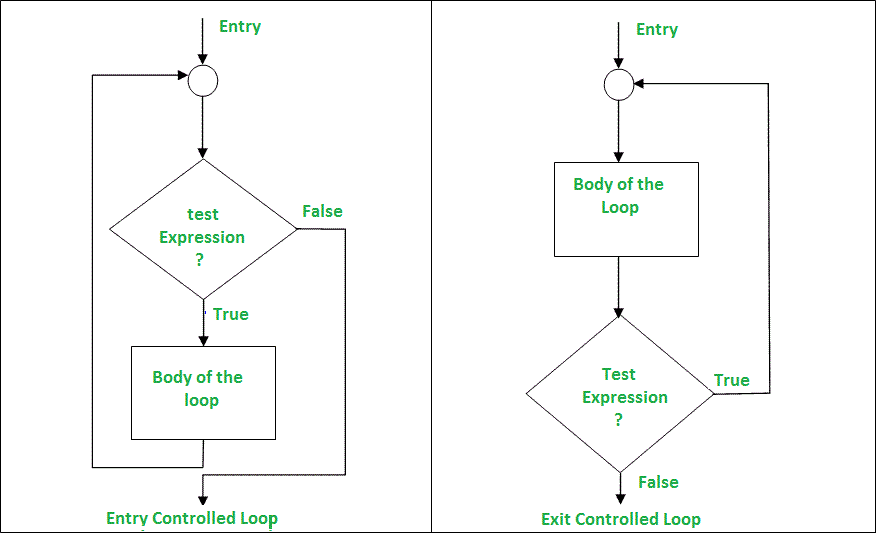 Entry
test
Expression
?
False
True
Body of the
loop
Entry Controlled Loop
Entry
Body of the
Loop
Test
Expression
?
True
False
Exit Controlled Loop